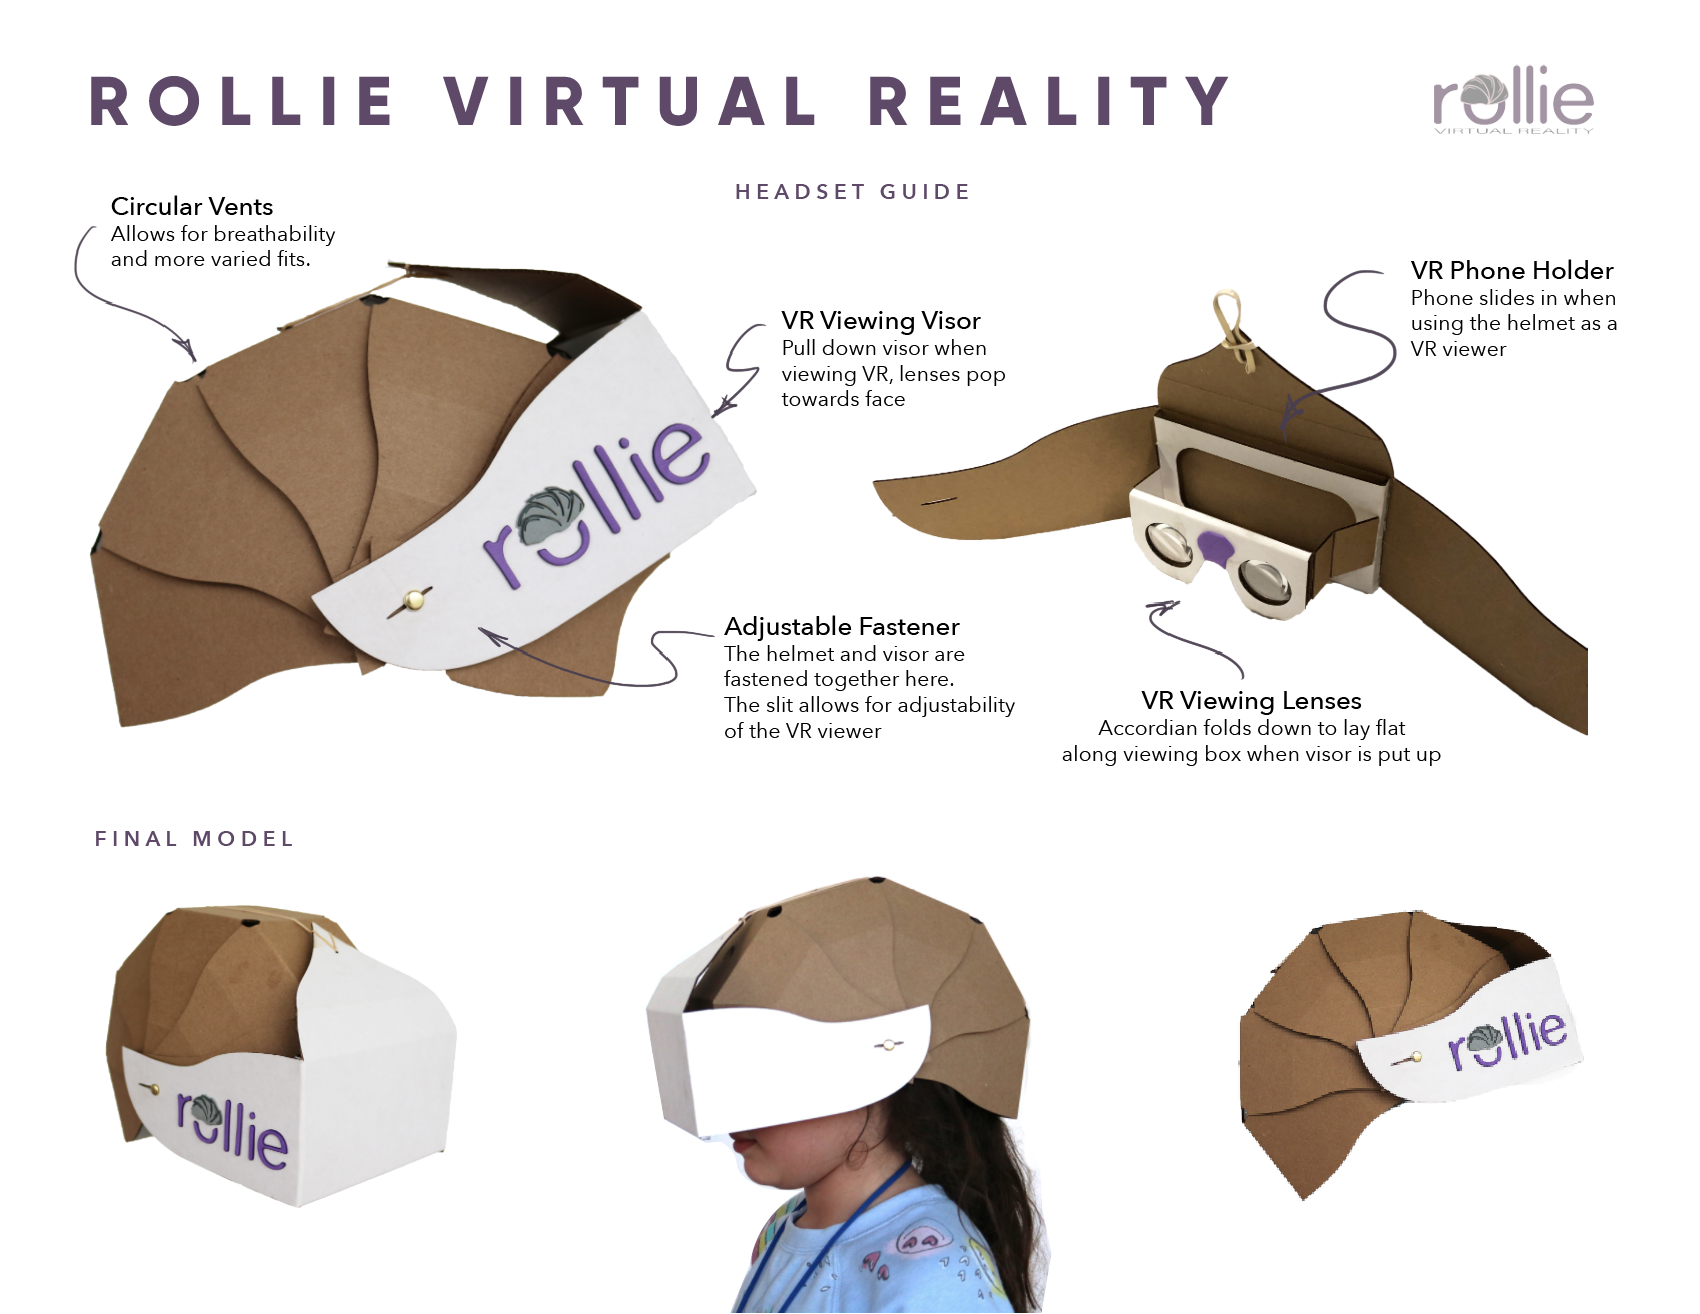 ROLLIE VIRTUAL REALITY
rollie
VIRTUAL REALITY
HEADSET GUIDE
Circular Vents
Allows for breathability
and more varied fits.
VR Viewing Visor
Pull down visor when
viewing VR, lenses pop
towards face
VR Phone Holder
Phone slides in when
using the helmet as a
VR viewer
rollie
Adjustable Fastener
The helmet and visor are
fastened together here.
The slit allows for adjustability
of the VR viewer
VR Viewing Lenses
Accordian folds down to lay flat
along viewing box when visor is put up
FINAL MODEL
rollie
rollie